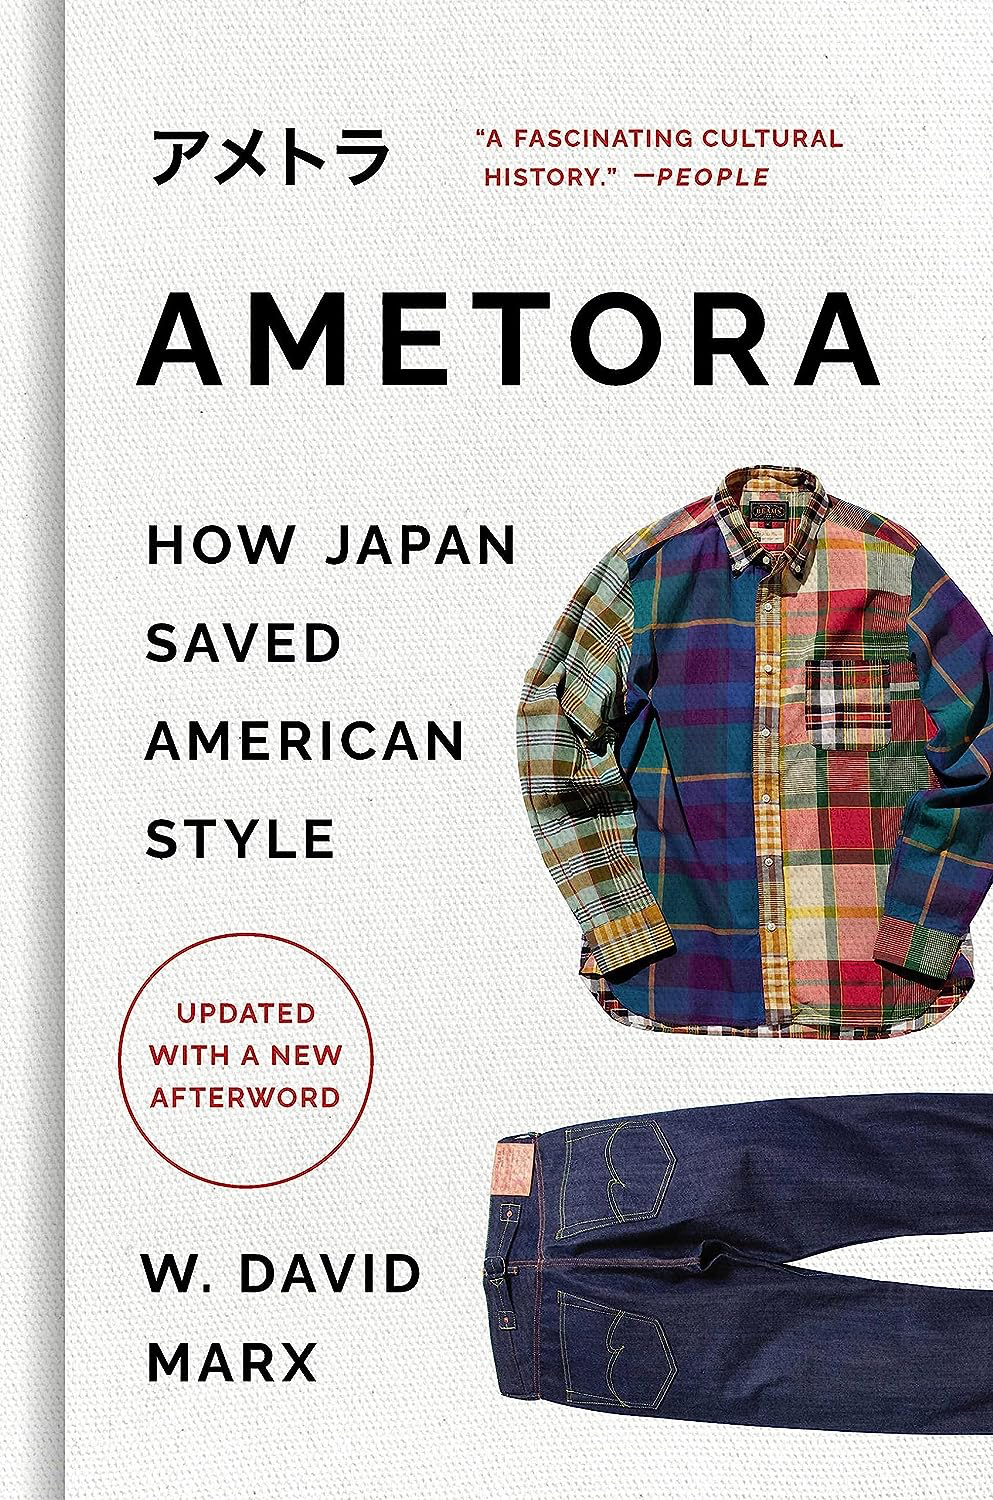 アメトラ
“A FASCINATING CULTURAL
HISTORY.” —PEOPLE
AMETORA
HOW JAPAN
SAVED
AMERICAN
STYLE
BEAMS
UPDATED
WITH A NEW
AFTERWORD
W. DAVID
MARX